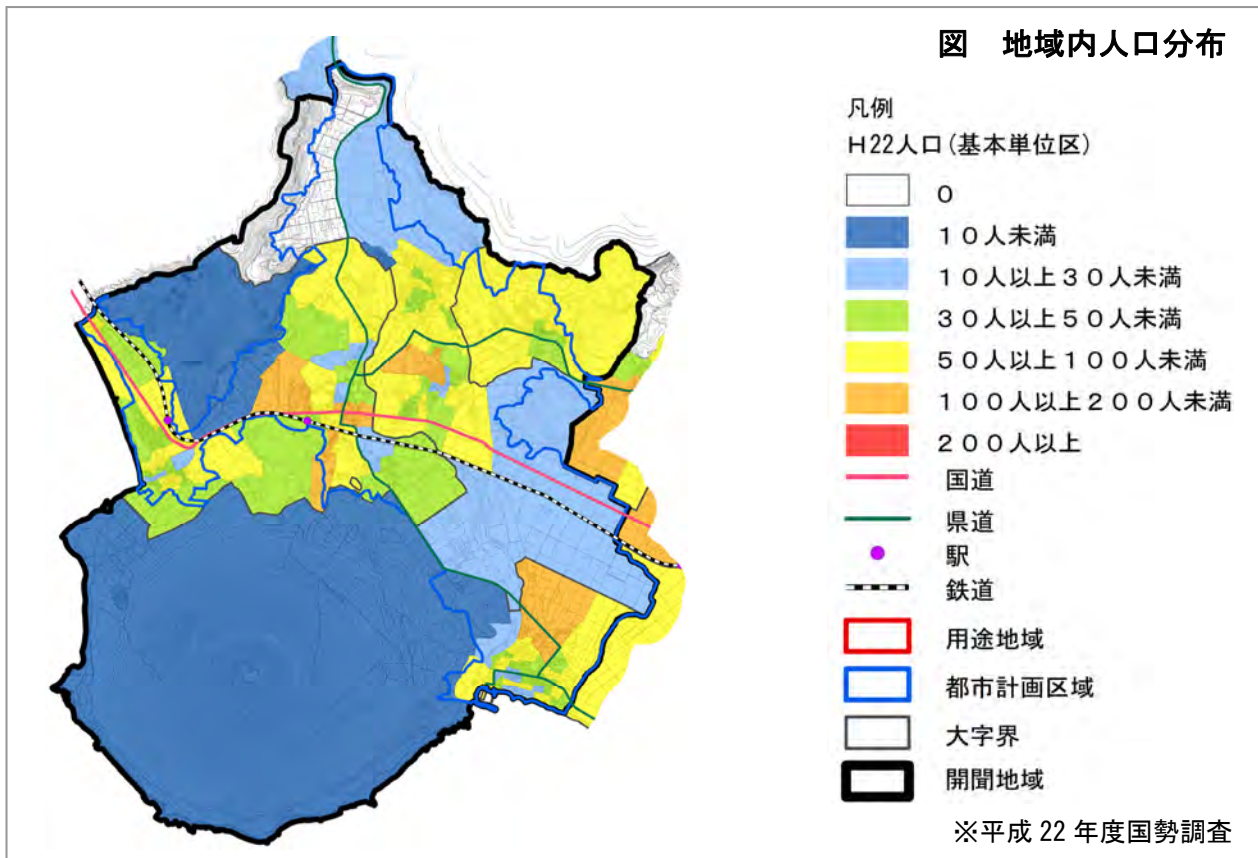 図　地域内人口分布
凡例
Ｈ22人口(基本単位区)
０
１０人未満
１０人以上３０人未満
３０人以上５０人未満
５０人以上１００人未満
１００人以上２００人未満
２００人以上
国道
県道
駅
鉄道
用途地域
都市計画区域
大字界
開聞地域
※平成 22 年度国勢調査